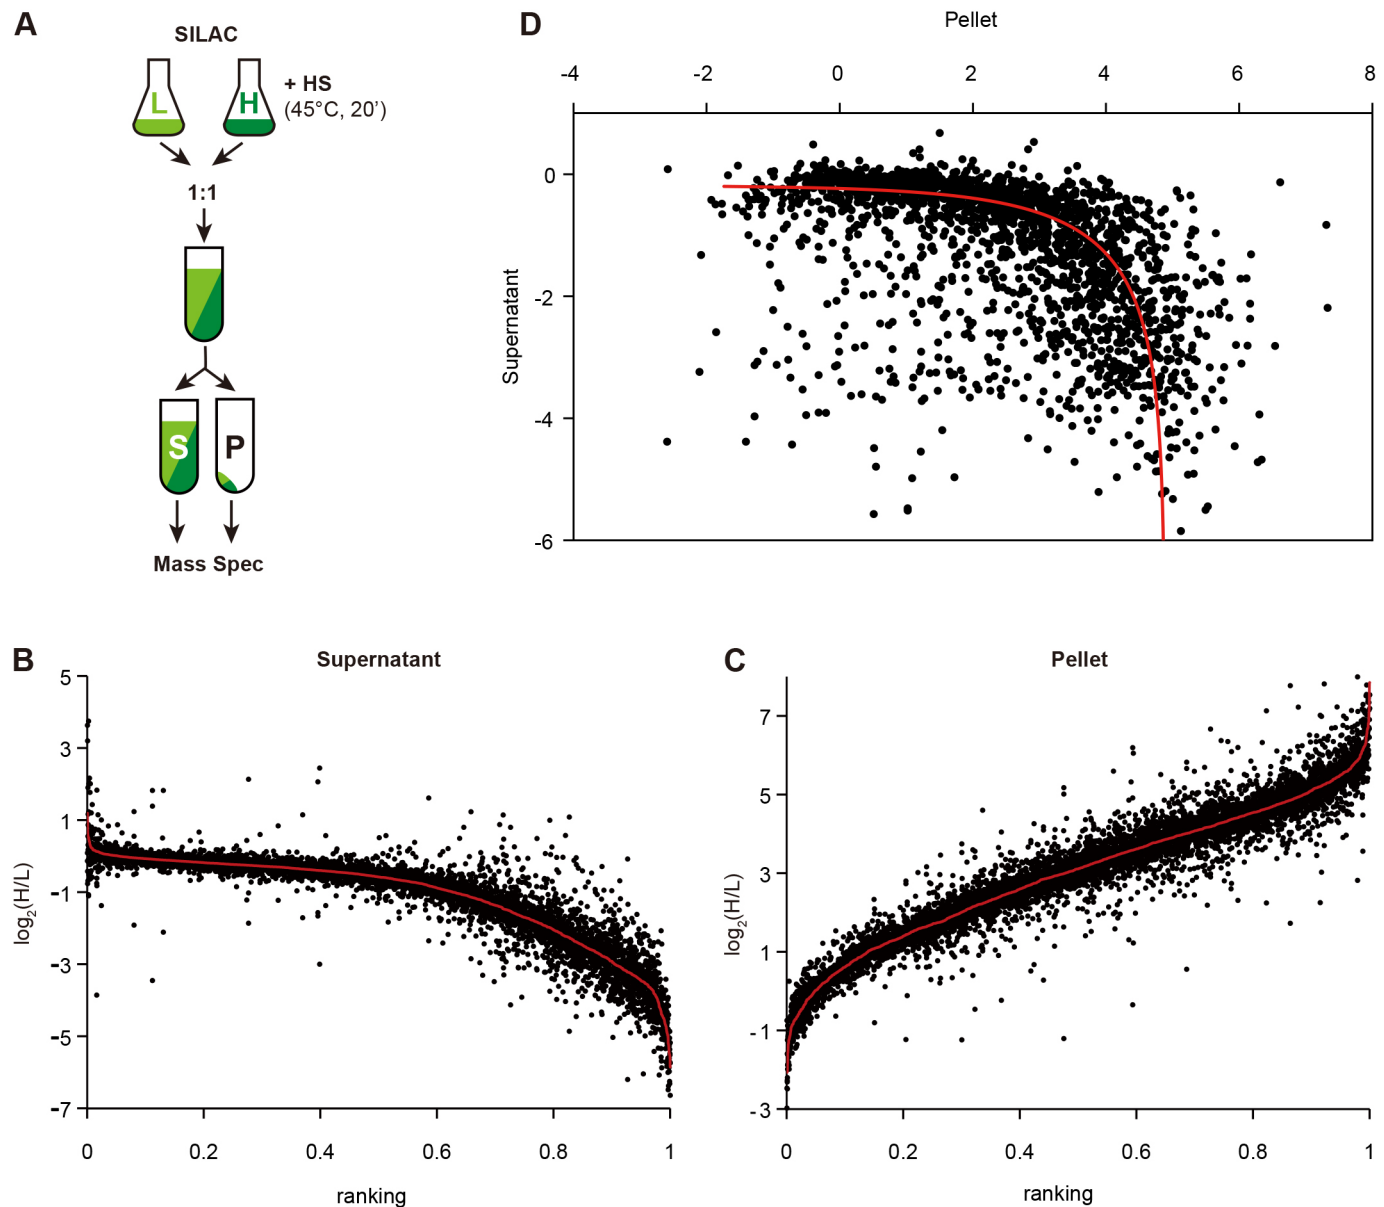 A
SILAC
L
H
+ HS
(45°C, 20’)
1:1
S
P
Mass Spec
D
Pellet
-4
-2
0
2
4
6
8
0
-2
-4
-6
Supernatant
B
Supernatant
5
3
1
-1
-3
-5
-7
log2(H/L)
0
0.2
0.4
0.6
0.8
1
ranking
C
Pellet
7
5
3
1
-1
-3
log2(H/L)
0
0.2
0.4
0.6
0.8
1
ranking